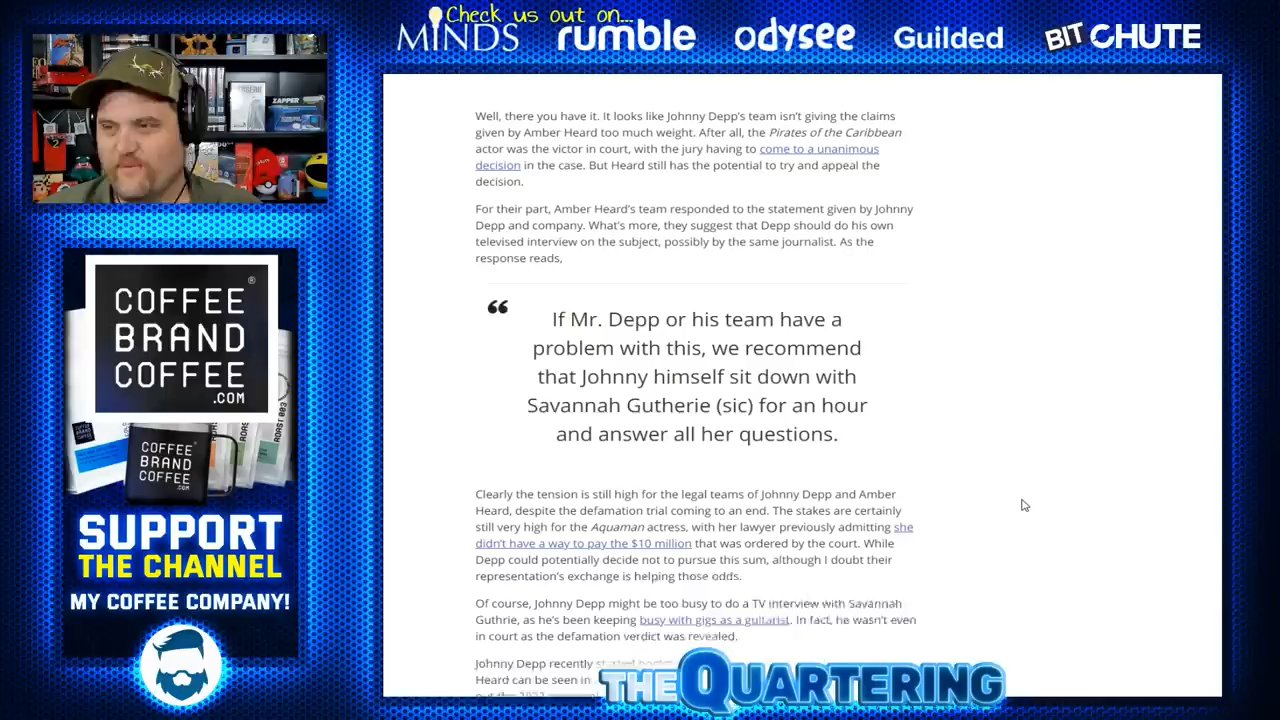 Check us out on...
MINDS rumble odysee Guilded BITCHUTE
ZAPPER
Well, there you have it. It looks like Johnny Depp's team isn't giving the claims
given by Amber Heard too much weight. After all, the Pirates of the Caribbean
actor was the victor in court, with the jury having to come to a unanimous
decision in the case. But Heard still has the potential to try and appeal the
decision.
For their part, Amber Heard's team responded to the statement given by Johnny
Depp and company. What's more, they suggest that Depp should do his own
televised interview on the subject, possibly by the same journalist. As the
response reads,
“ If Mr. Depp or his team have a
problem with this, we recommend
that Johnny himself sit down with
Savannah Gutherie (sic) for an hour
and answer all her questions.
Clearly the tension is still high for the legal teams of Johnny Depp and Amber
Heard, despite the defamation trial coming to an end. The stakes are certainly
still very high for the Aquaman actress, with her lawyer previously admitting she
didn't have a way to pay the $10 million that was ordered by the court. While
Depp could potentially decide not to pursue this sum, although I doubt their
representation's exchange is helping those odds.
Of course, Johnny Depp might be too busy to do a TV interview with Savannah
Guthrie, as he's been keeping busy with gigs as a guitarist. In fact, he wasn't even
in court as the defamation verdict was revealed.
Johnny Depp recently
Heard can be seen in
COFFEE ®
BRAND
COFFEE
.COM
COFFEE
BRAND
COFFEE
.COM
ROAST 003
SUPPORT
THE CHANNEL
MY COFFEE COMPANY!
THE QUARTERING